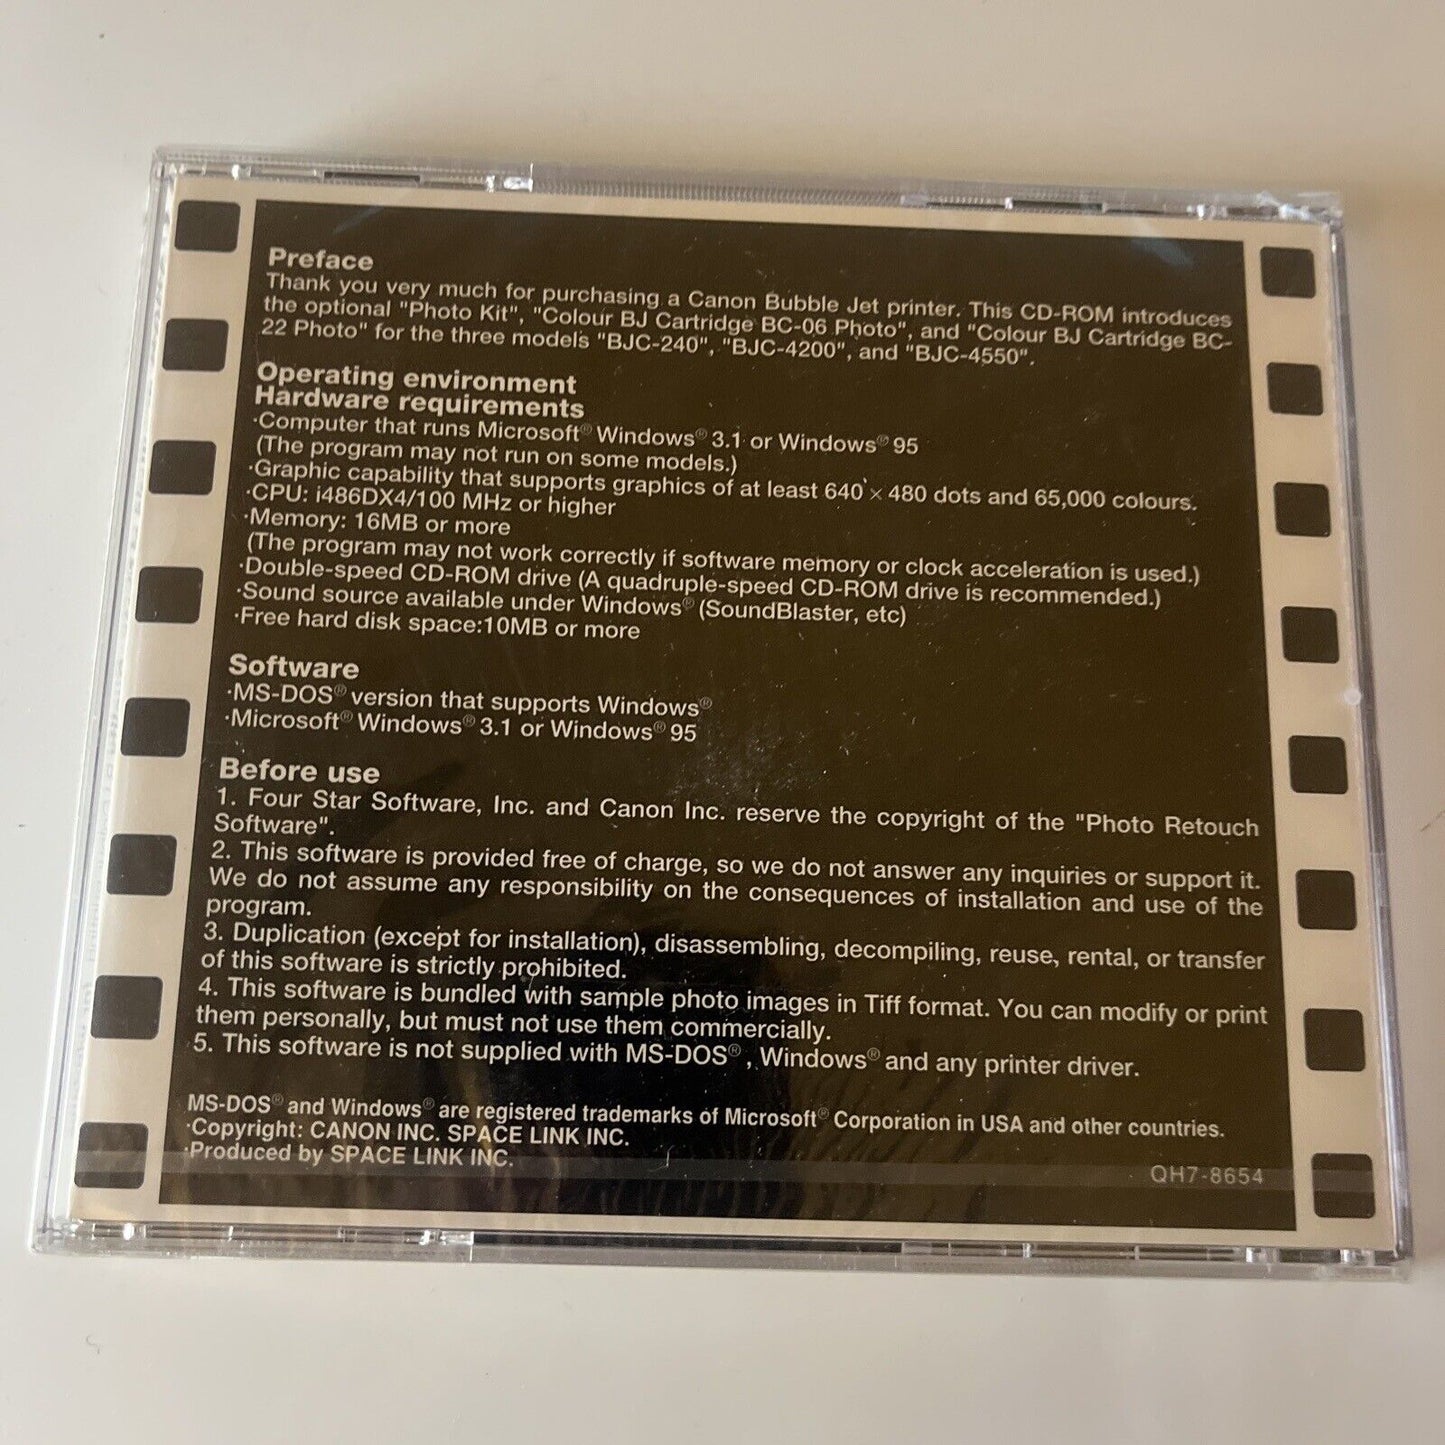 Preface
Thank you very much for purchasing a Canon Bubble Jet printer. This CD-ROM introduces
the optional "Photo Kit", "Colour BJ Cartridge BC-06 Photo", and "Colour BJ Cartridge BC-
22 Photo" for the three models "BJC-240", "BJC-4200", and "BJC-4550".
Operating environment
Hardware requirements
·Computer that runs Microsoft® Windows® 3.1 or Windows® 95
(The program may not run on some models.)
·Graphic capability that supports graphics of at least 640 × 480 dots and 65,000 colours.
·CPU: i486DX4/100 MHz or higher
·Memory: 16MB or more
(The program may not work correctly if software memory or clock acceleration is used.)
·Double-speed CD-ROM drive (A quadruple-speed CD-ROM drive is recommended.)
·Sound source available under Windows® (SoundBlaster, etc)
·Free hard disk space:10MB or more
Software
·MS-DOS® version that supports Windows®
·Microsoft® Windows® 3.1 or Windows® 95
Before use
1. Four Star Software, Inc. and Canon Inc. reserve the copyright of the "Photo Retouch
Software".
2. This software is provided free of charge, so we do not answer any inquiries or support it.
We do not assume any responsibility on the consequences of installation and use of the
program.
3. Duplication (except for installation), disassembling, decompiling, reuse, rental, or transfer
of this software is strictly prohibited.
4. This software is bundled with sample photo images in Tiff format. You can modify or print
them personally, but must not use them commercially.
5. This software is not supplied with MS-DOS® , Windows® and any printer driver.
MS-DOS® and Windows® are registered trademarks of Microsoft® Corporation in USA and other countries.
·Copyright: CANON INC. SPACE LINK INC.
·Produced by SPACE LINK INC.
QH7-8654